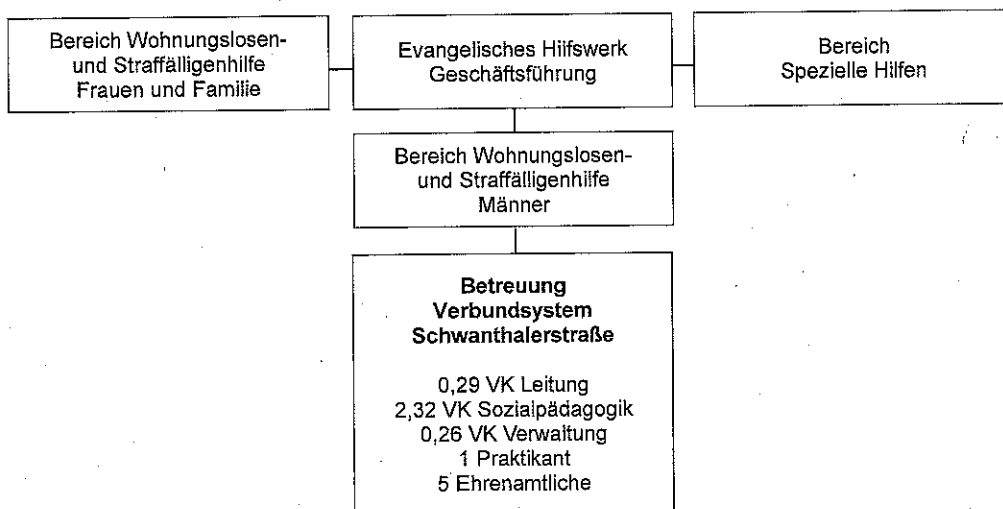 Bereich Wohnungslosen-
und Straffälligenhilfe
Frauen und Familie
Evangelisches Hilfswerk
Geschäftsführung
Bereich
Spezielle Hilfen
Bereich Wohnungslosen-
und Straffälligenhilfe
Männer
Betreuung
Verbundsystem
Schwanthalerstraße
0,29 VK Leitung
2,32 VK Sozialpädagogik
0,26 VK Verwaltung
1 Praktikant
5 Ehrenamtliche